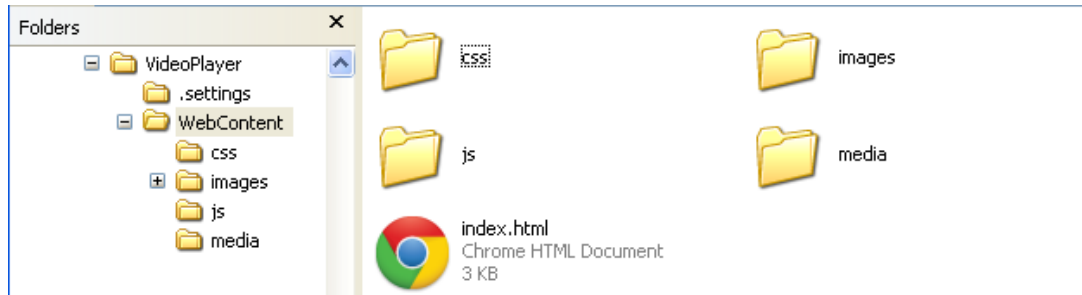 Folders
VideoPlayer
.settings
WebContent
css
images
js
media
css
images
js
media
index.html
Chrome HTML Document
3 KB